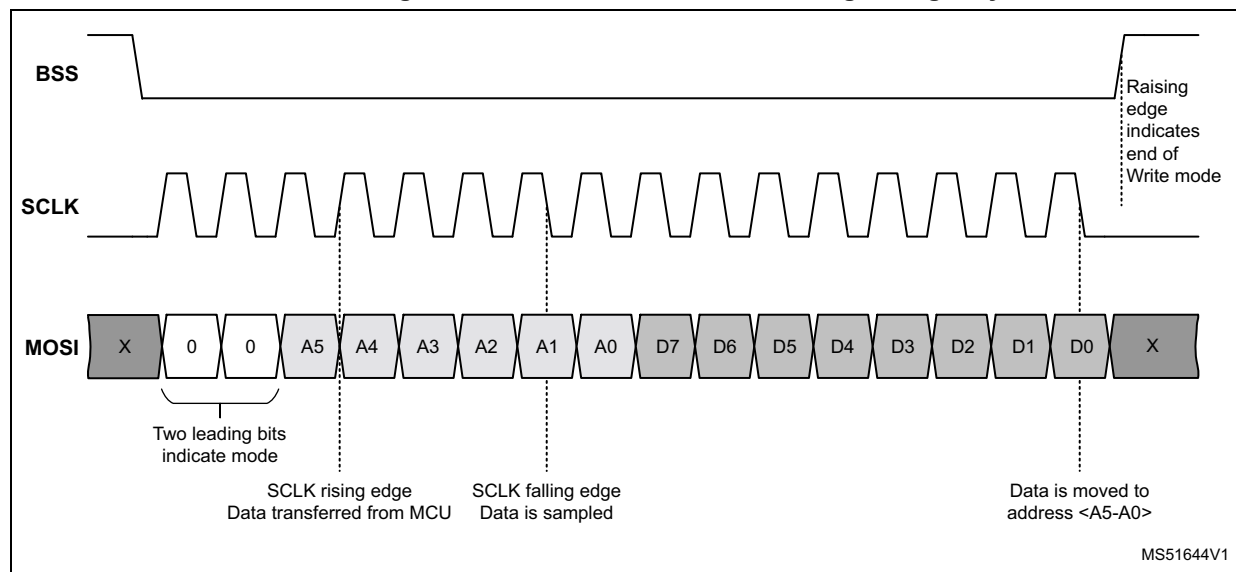 BSS
Raising
edge
indicates
end of
Write mode
SCLK
MOSI
X 0 0 A5 A4 A3 A2 A1 A0 D7 D6 D5 D4 D3 D2 D1 D0 X
Two leading bits
indicate mode
SCLK rising edge
Data transferred from MCU
SCLK falling edge
Data is sampled
Data is moved to
address <A5-A0>
MS51644V1